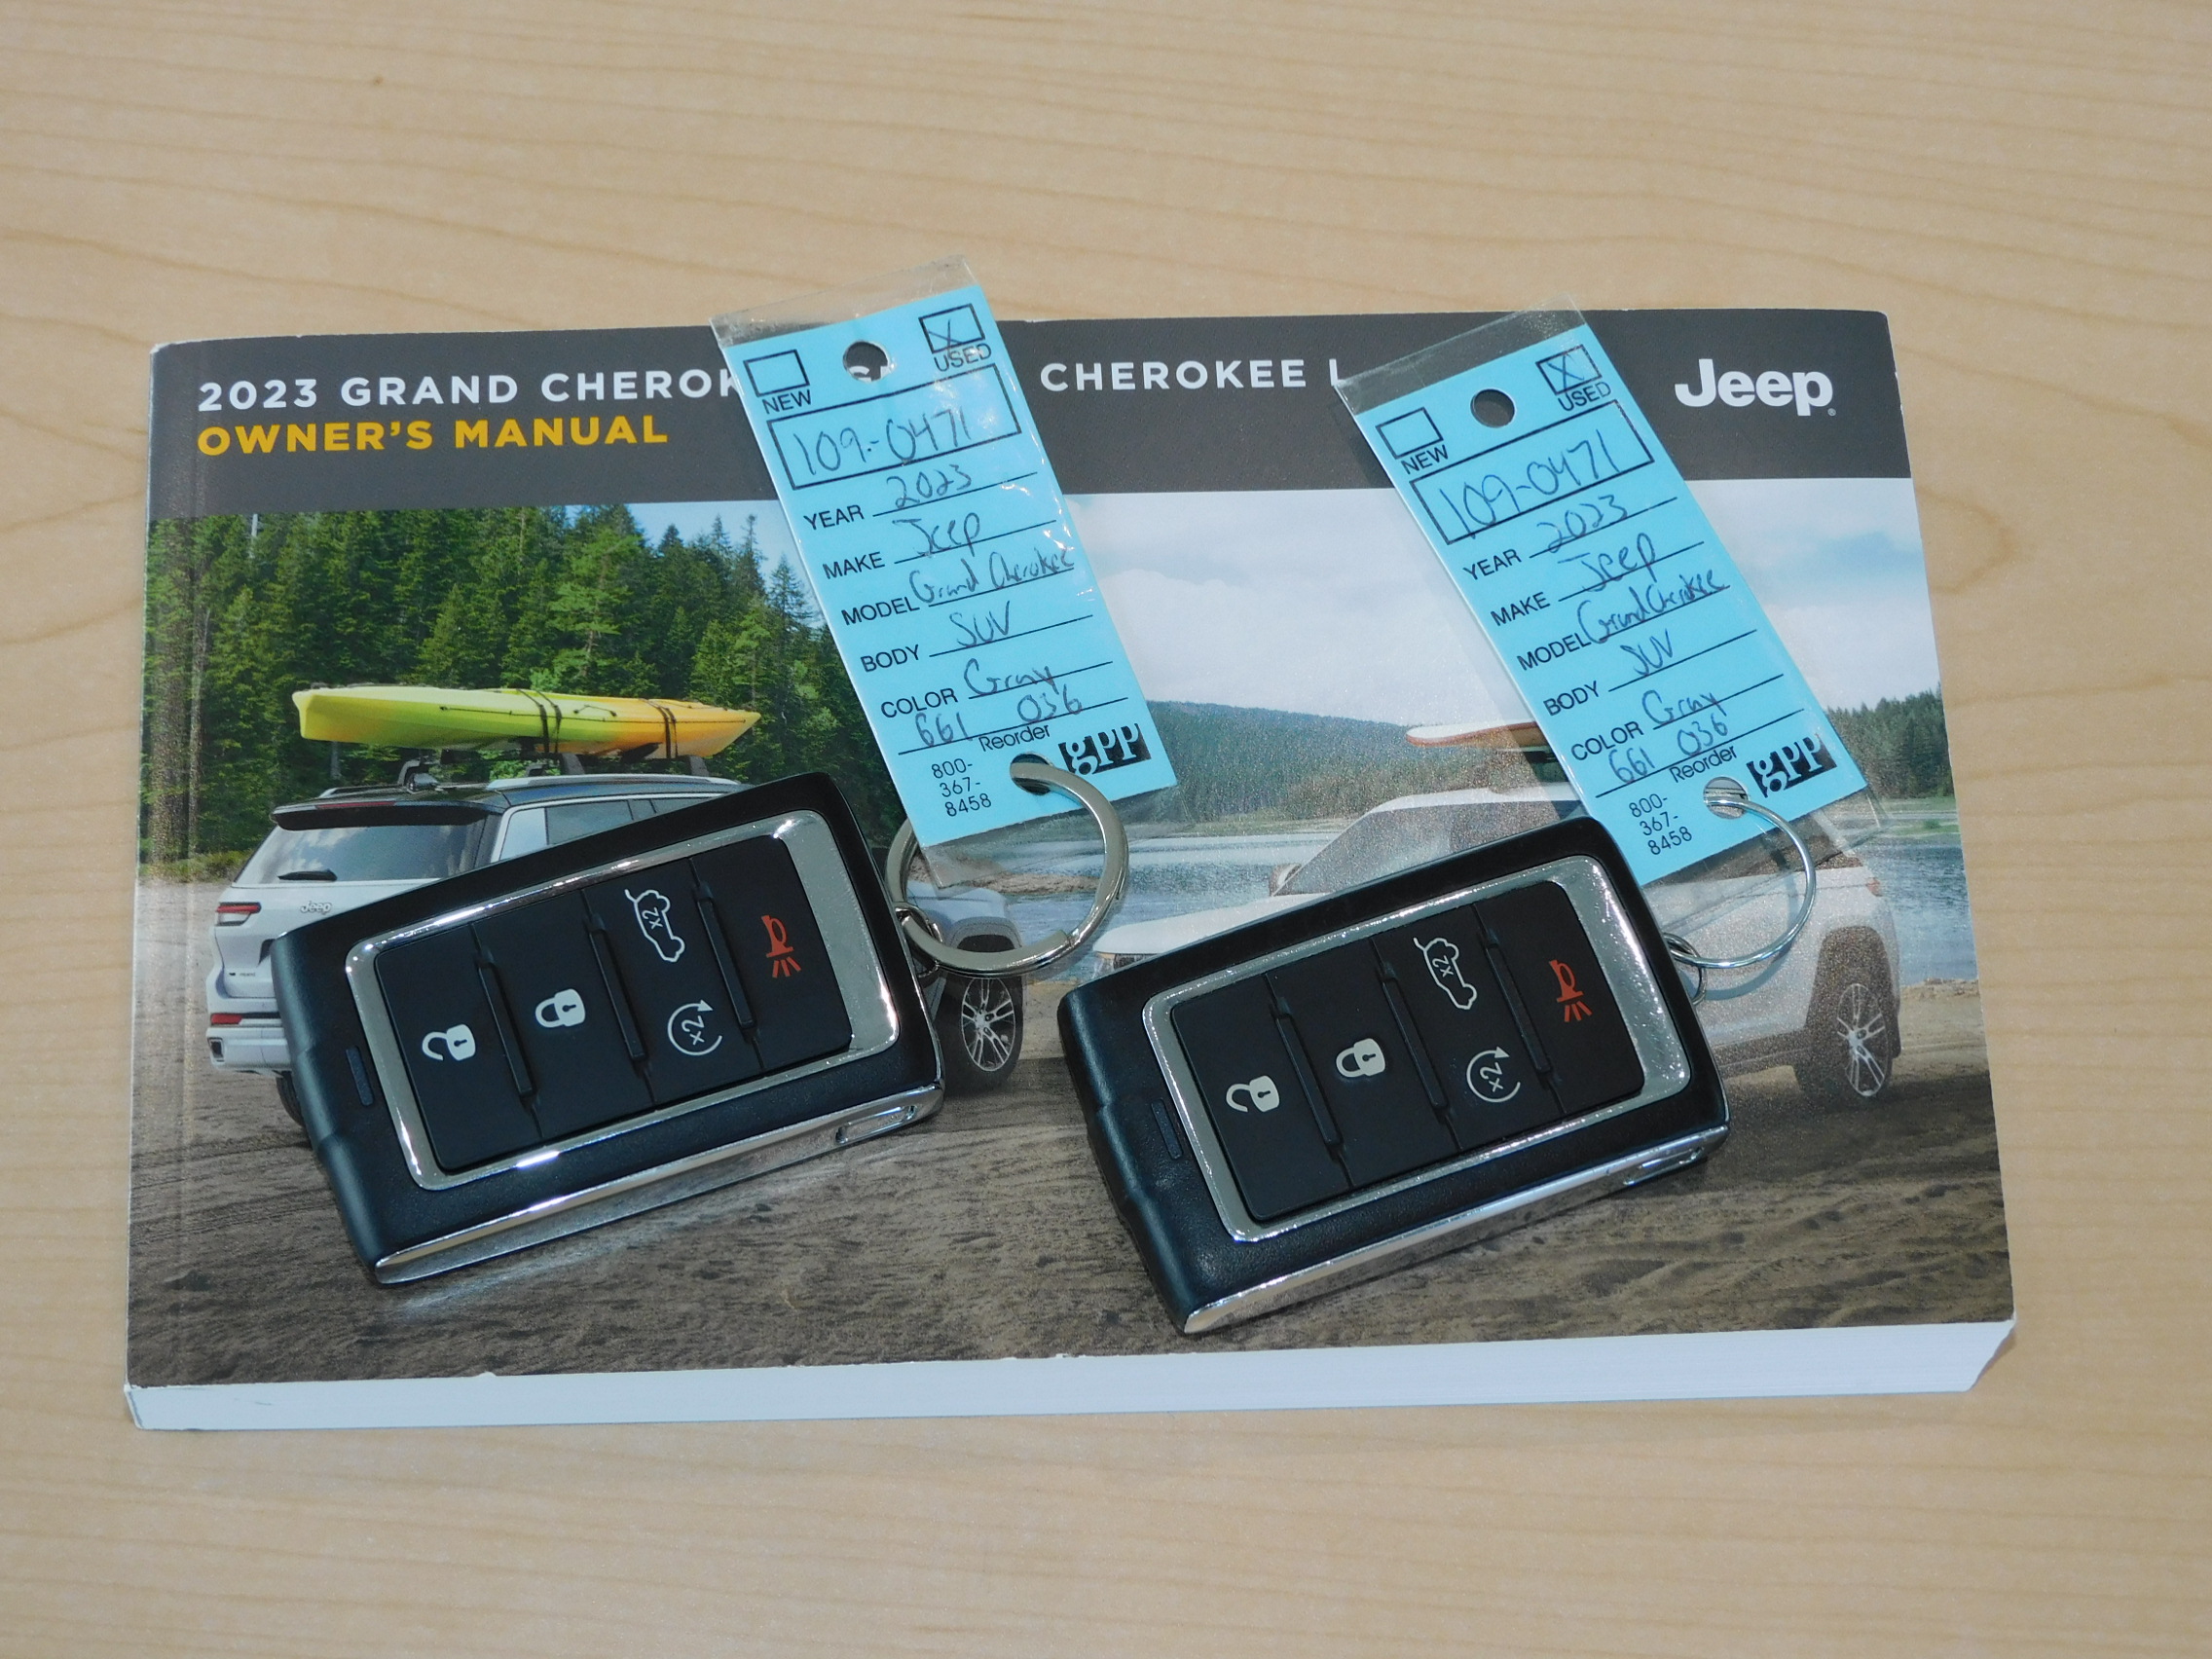 2023 GRAND CHEROK
CHEROKEE L
OWNER'S MANUAL
Jeep
NEW
X USED
109-0471
YEAR 2023
MAKE Jeep
MODEL Grand Cherokee
BODY SUV
COLOR Gray
661 036
Reorder
800-
367-
8458
gPP
NEW
X USED
109-0471
YEAR 2023
MAKE Jeep
MODEL Grand Cherokee
BODY SUV
COLOR Gray
661 036
Reorder
800-
367-
8458
gPP
Jeep
x2
x2
x2
x2